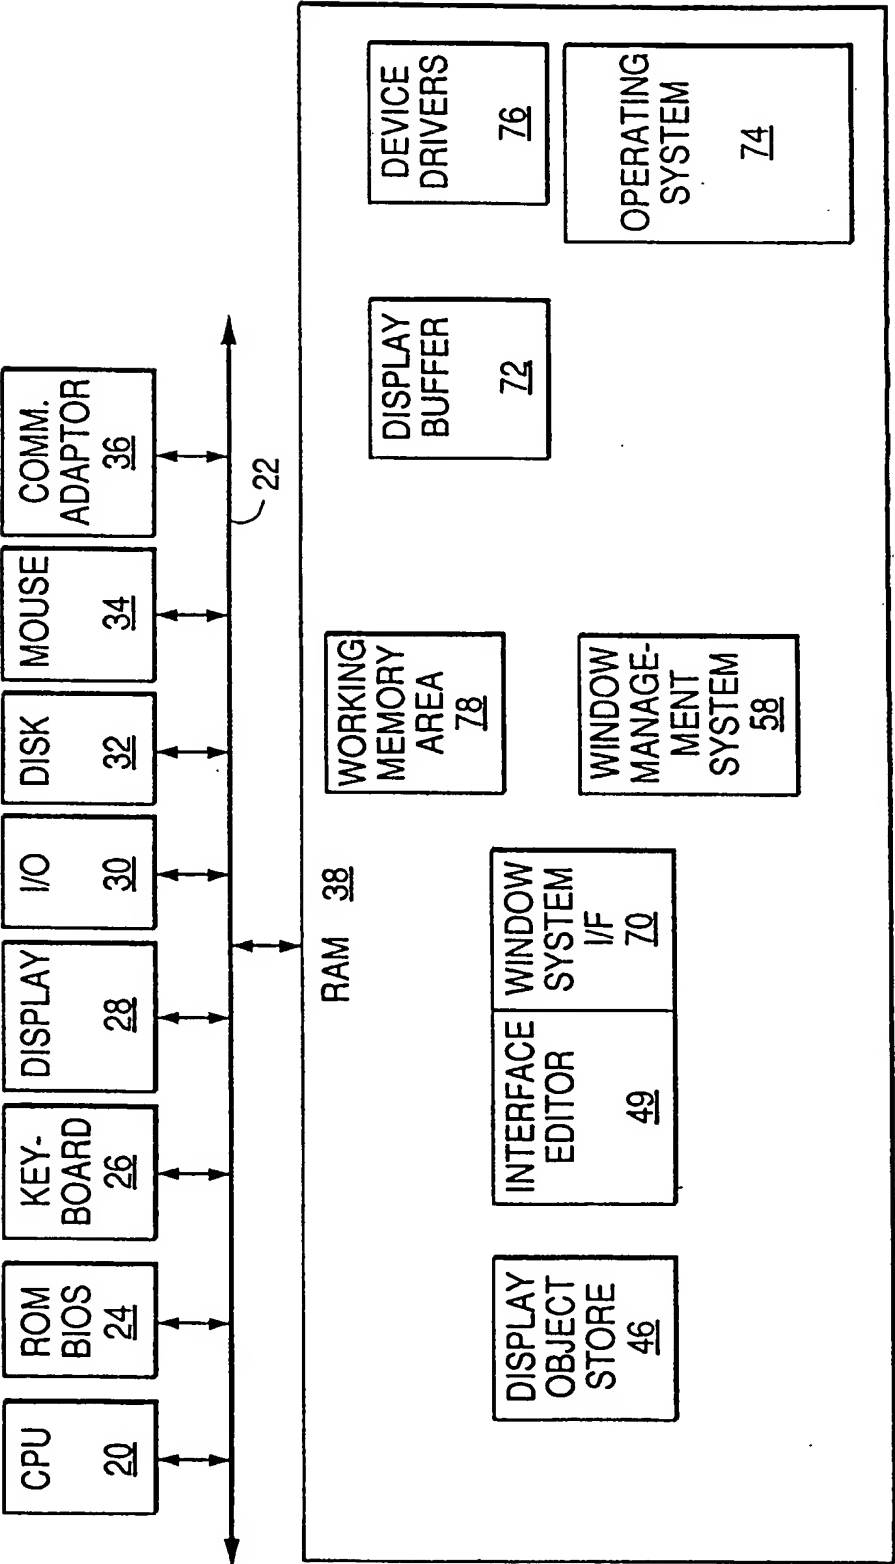 CPU
20
ROM
BIOS
24
KEY-
BOARD
26
DISPLAY
28
I/O
30
DISK
32
MOUSE
34
COMM.
ADAPTOR
36
22
RAM 38
DISPLAY
OBJECT
STORE
46
INTERFACE
EDITOR
49
WINDOW
SYSTEM
I/F
70
WORKING
MEMORY
AREA
78
WINDOW
MANAGE-
MENT
SYSTEM
58
DISPLAY
BUFFER
72
DEVICE
DRIVERS
76
OPERATING
SYSTEM
74